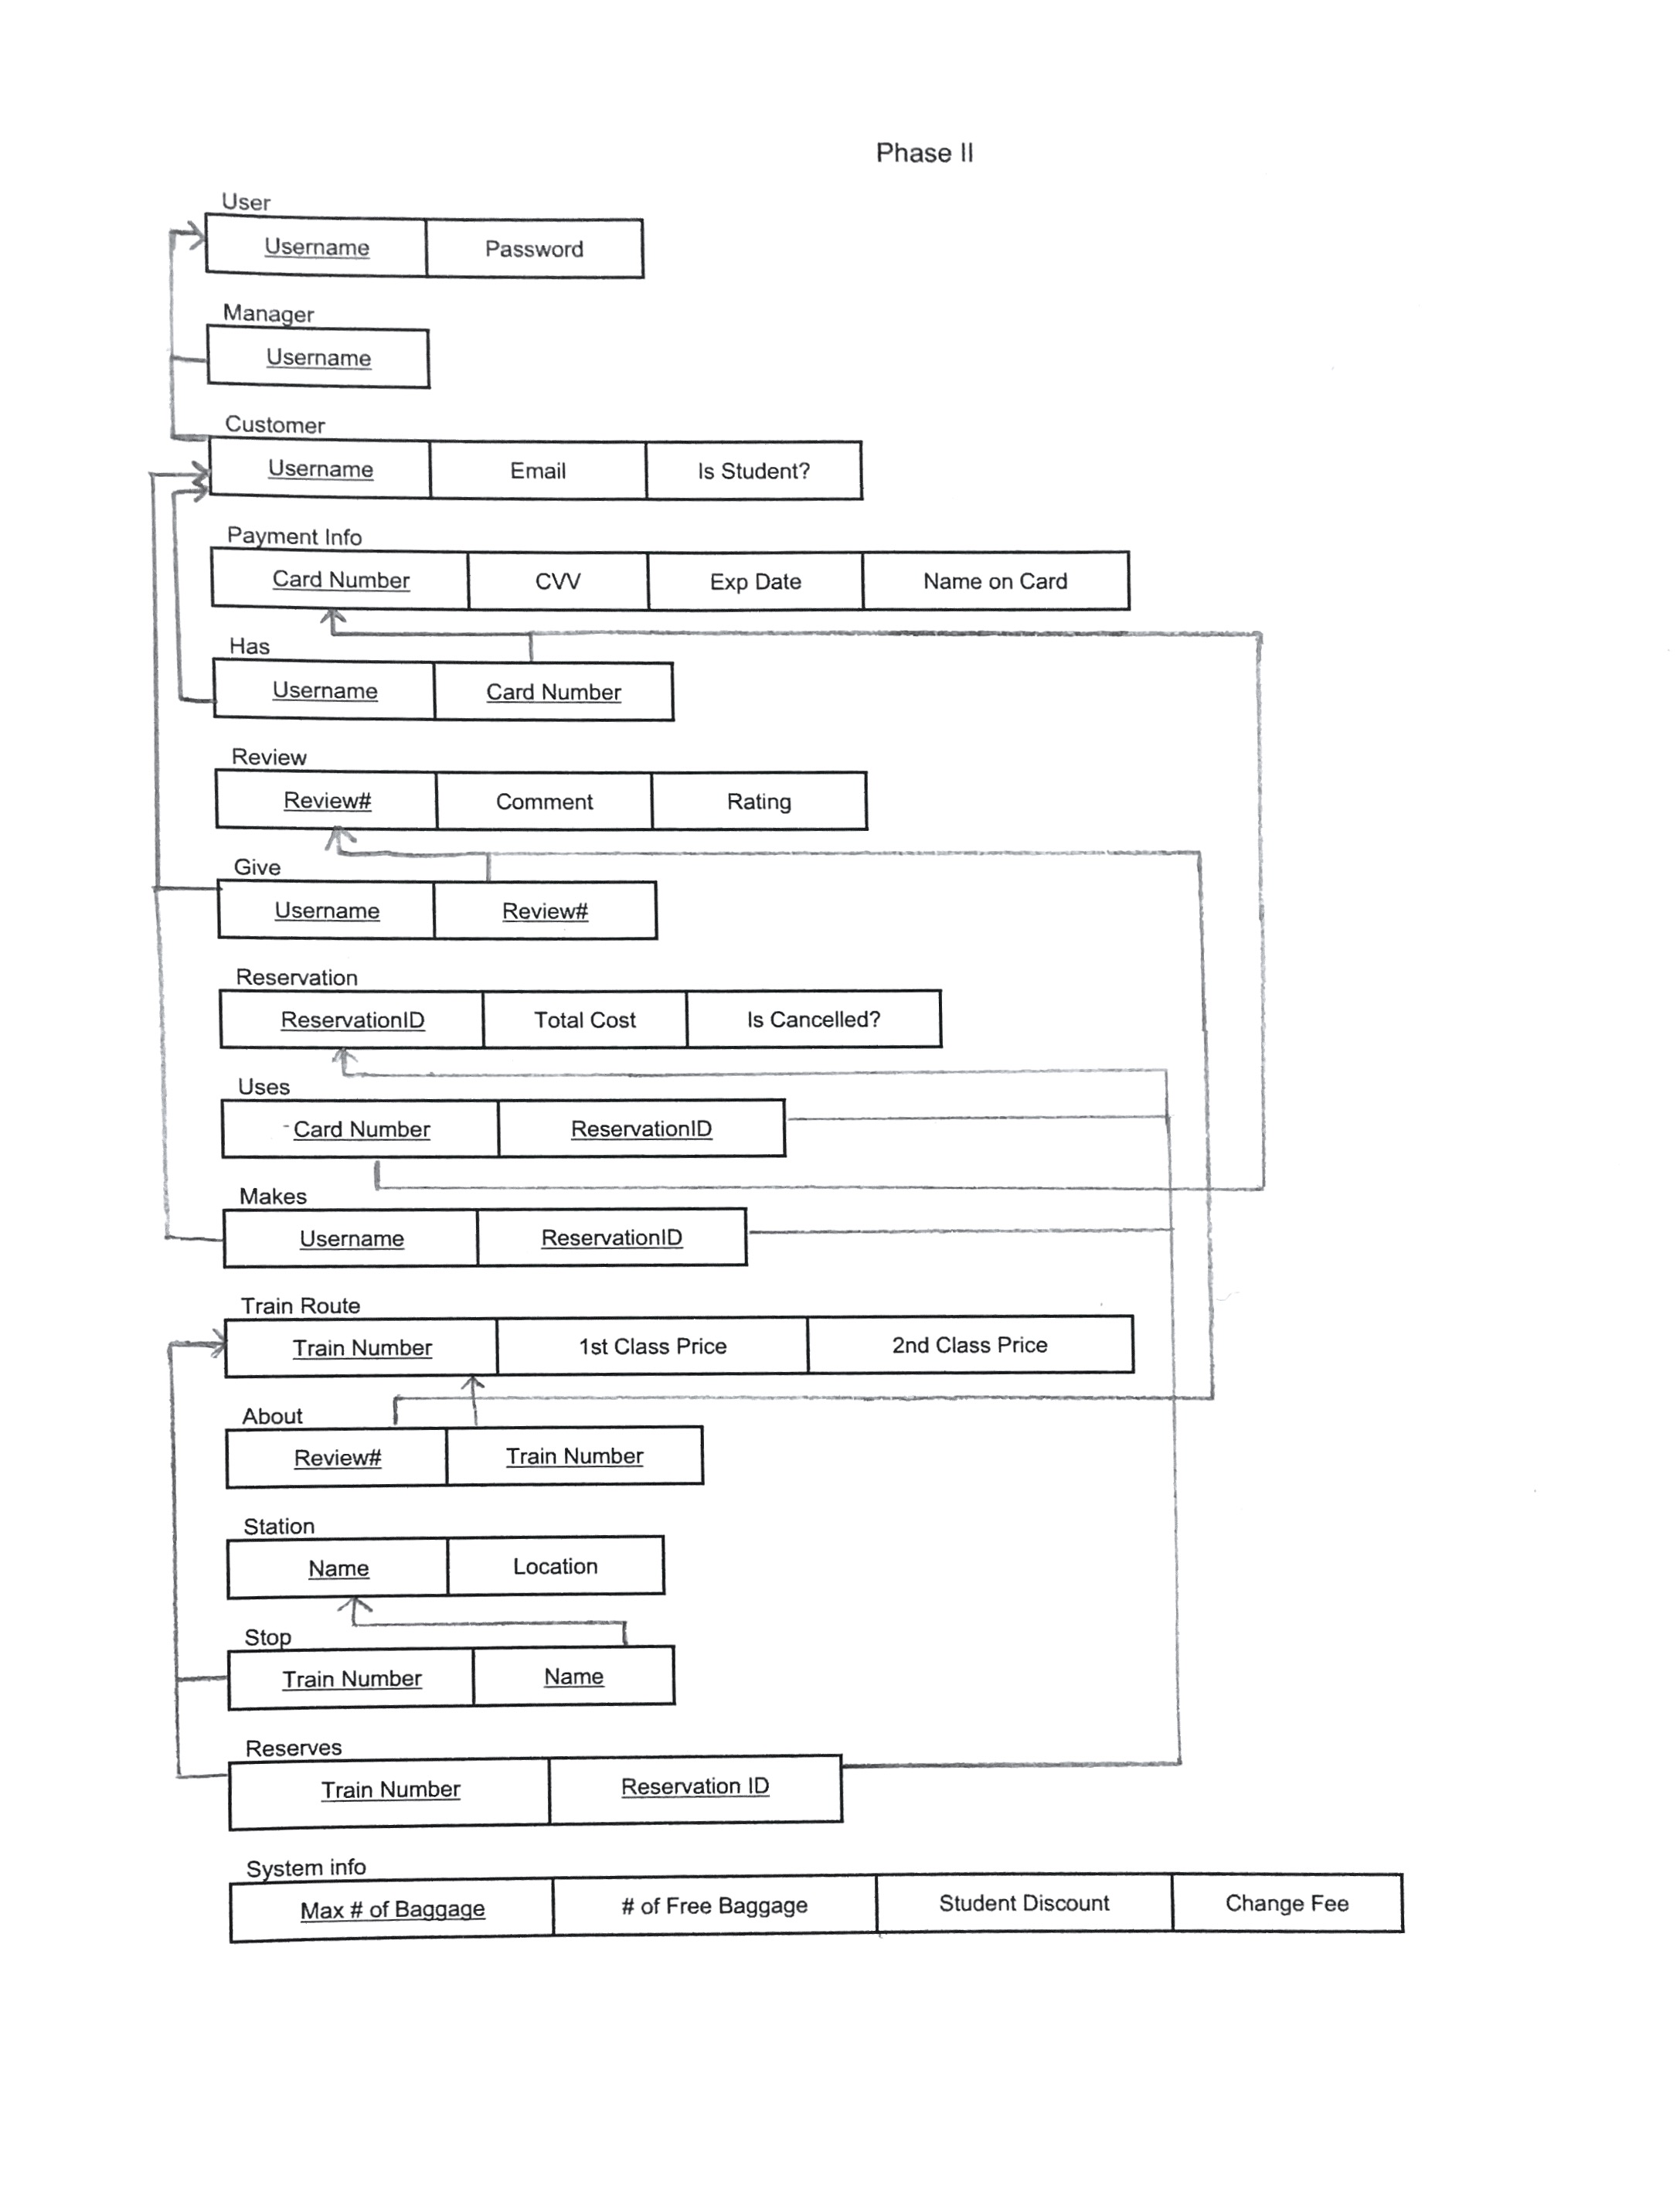 Phase II
User
Username Password
Manager
Username
Customer
Username Email Is Student?
Payment Info
Card Number CVV Exp Date Name on Card
Has
Username Card Number
Review
Review# Comment Rating
Give
Username Review#
Reservation
ReservationID Total Cost Is Cancelled?
Uses
Card Number ReservationID
Makes
Username ReservationID
Train Route
Train Number 1st Class Price 2nd Class Price
About
Review# Train Number
Station
Name Location
Stop
Train Number Name
Reserves
Train Number Reservation ID
System info
Max # of Baggage # of Free Baggage Student Discount Change Fee